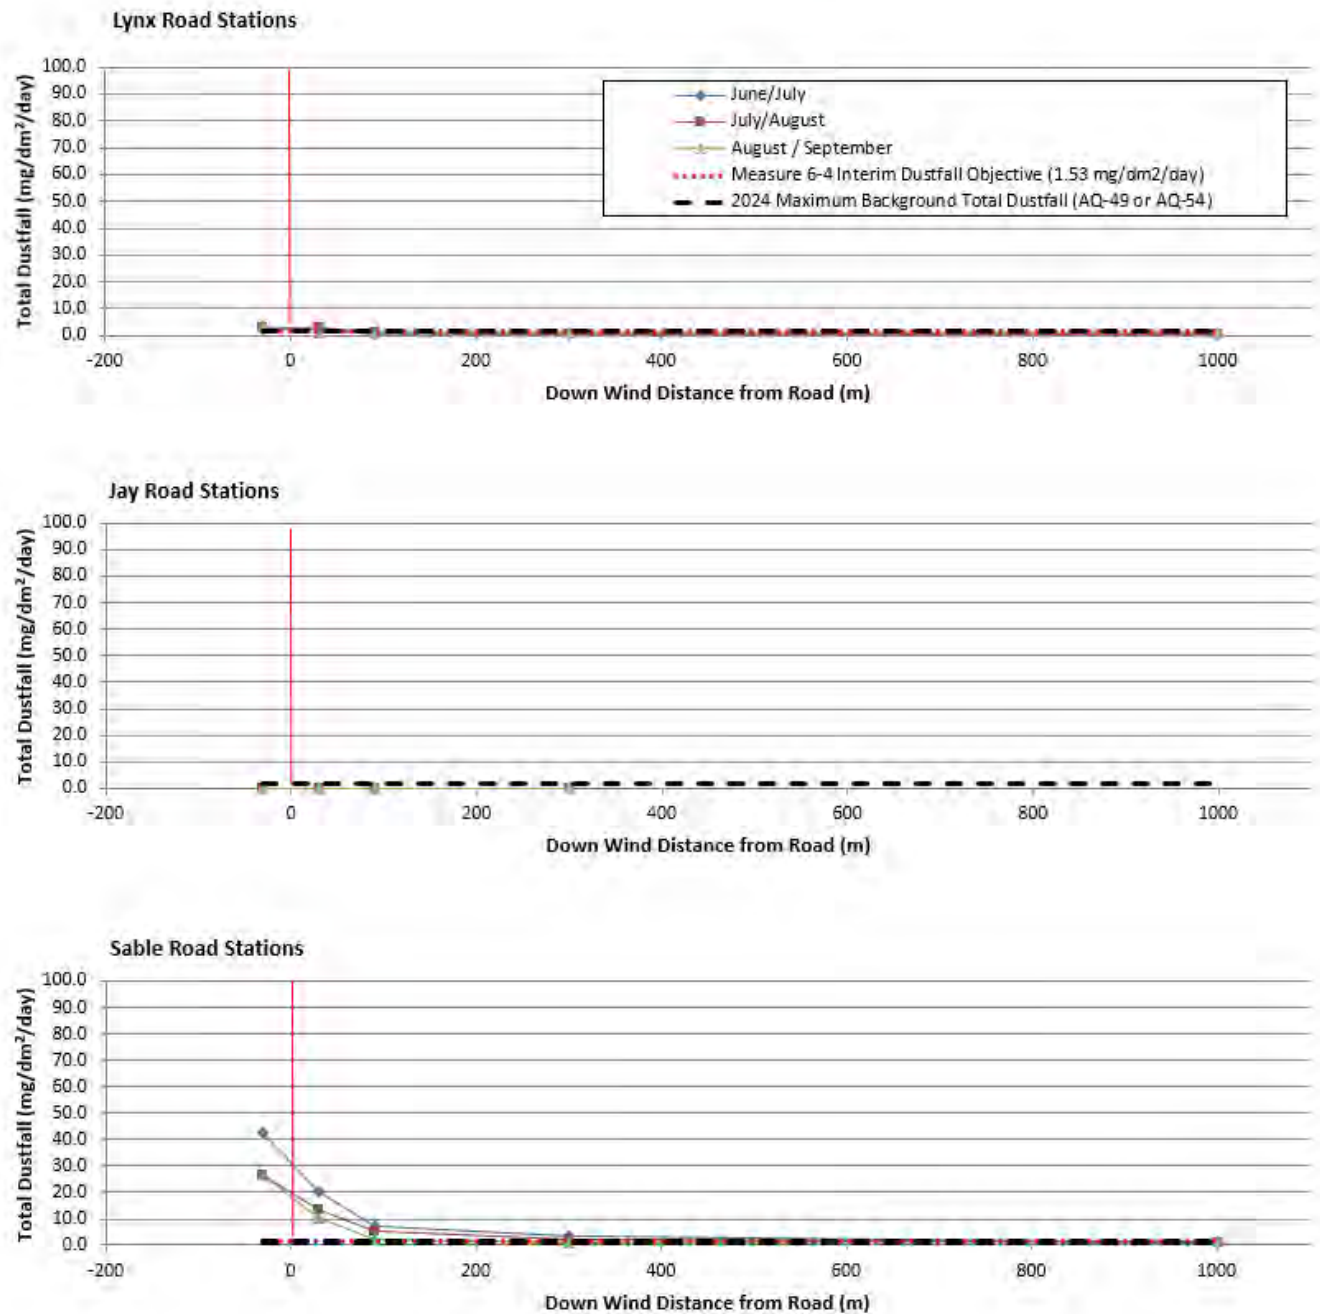 Lynx Road Stations
Total Dustfall (mg/dm²/day)
100.0
90.0
80.0
70.0
60.0
50.0
40.0
30.0
20.0
10.0
0.0
June/July
July/August
August / September
Measure 6-4 Interim Dustfall Objective (1.53 mg/dm2/day)
2024 Maximum Background Total Dustfall (AQ-49 or AQ-54)
-200 0 200 400 600 800 1000
Down Wind Distance from Road (m)
Jay Road Stations
Total Dustfall (mg/dm²/day)
100.0
90.0
80.0
70.0
60.0
50.0
40.0
30.0
20.0
10.0
0.0
-200 0 200 400 600 800 1000
Down Wind Distance from Road (m)
Sable Road Stations
Total Dustfall (mg/dm²/day)
100.0
90.0
80.0
70.0
60.0
50.0
40.0
30.0
20.0
10.0
0.0
-200 0 200 400 600 800 1000
Down Wind Distance from Road (m)